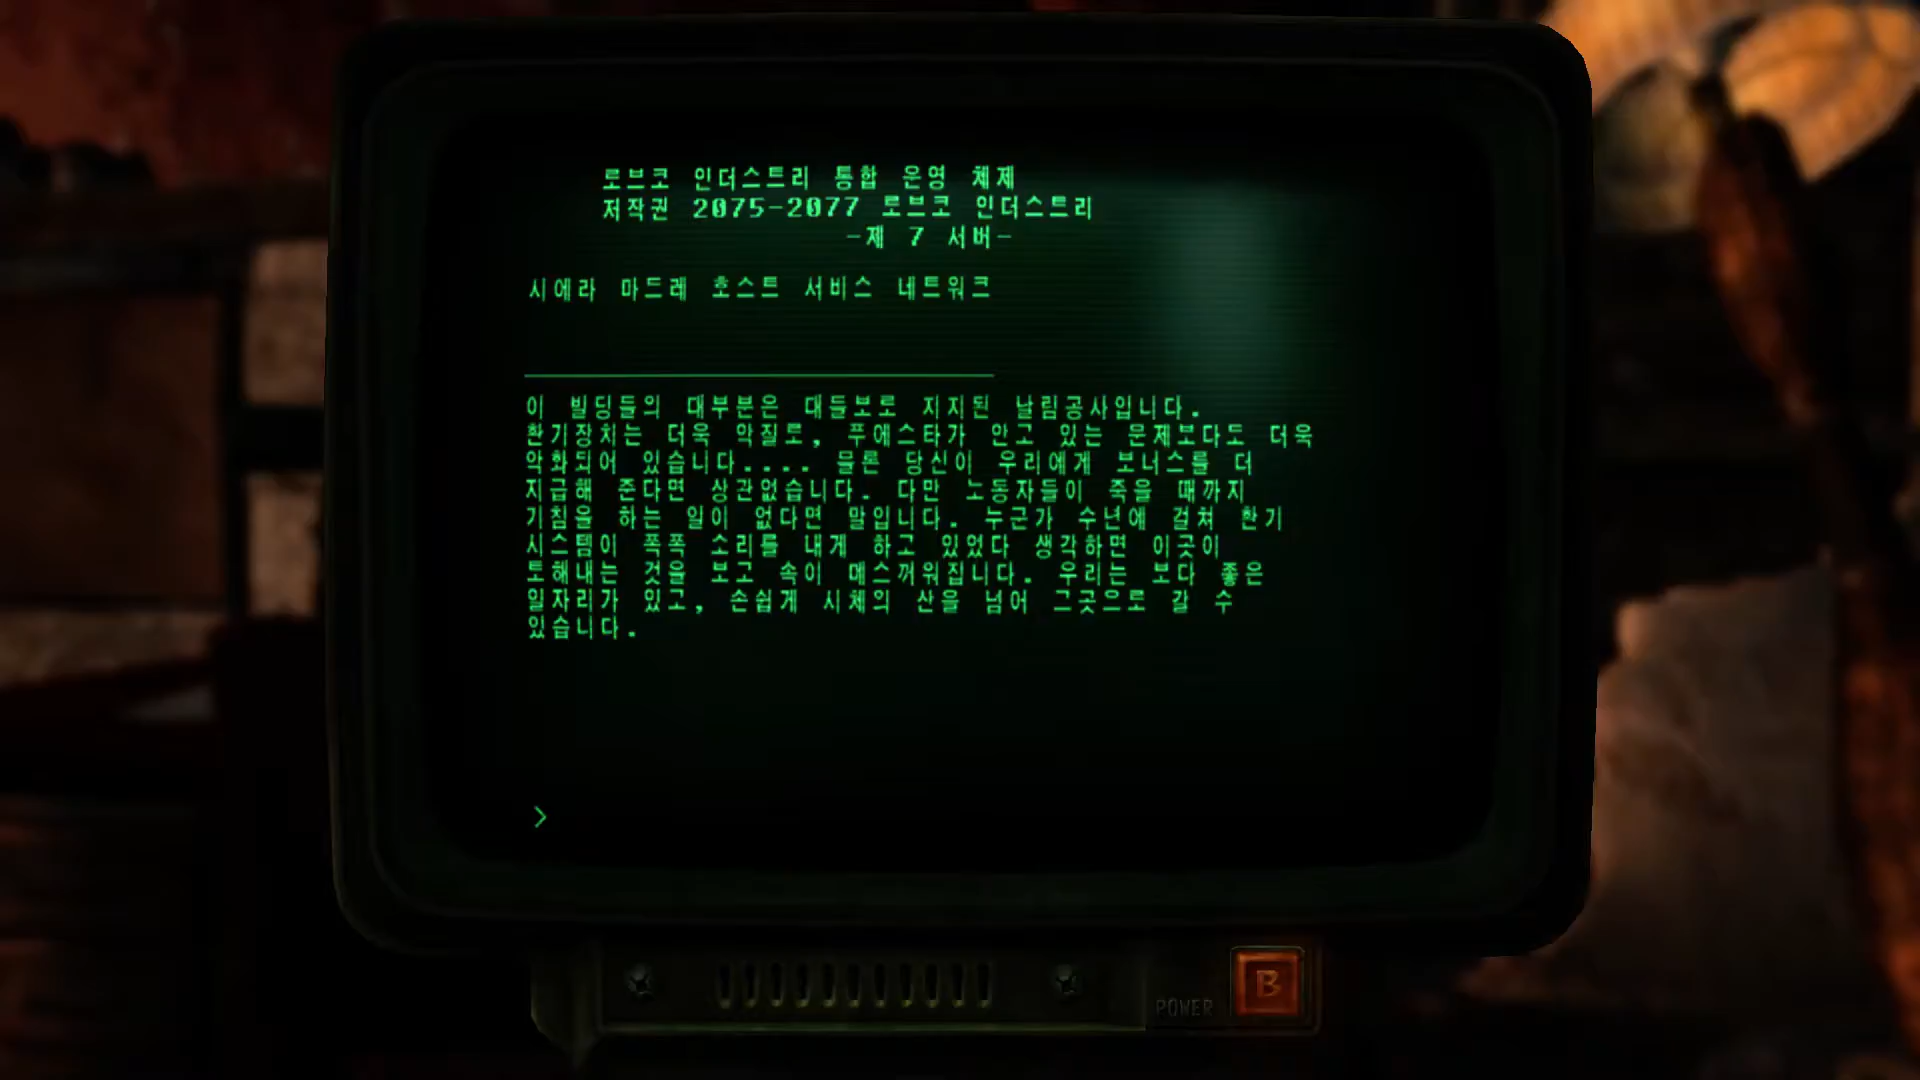 로브코 인더스트리 통합 운영 체제
저작권 2075-2077 로브코 인더스트리
-제 7 서버-
시에라 마드레 호스트 서비스 네트워크
이 빌딩들의 대부분은 대들보로 지지된 날림공사입니다.
환기장치는 더욱 악질로, 푸에스타가 안고 있는 문제보다도 더욱
악화되어 있습니다.... 물론 당신이 우리에게 보너스를 더
지급해 준다면 상관없습니다. 다만 노동자들이 죽을 때까지
기침을 하는 일이 없다면 말입니다. 누군가 수년에 걸쳐 환기
시스템이 폭폭 소리를 내게 하고 있었다 생각하면 이곳이
토해내는 것을 보고 속이 메스꺼워집니다. 우리는 보다 좋은
일자리가 있고, 손쉽게 시체의 산을 넘어 그곳으로 갈 수
있습니다.
>
POWER B